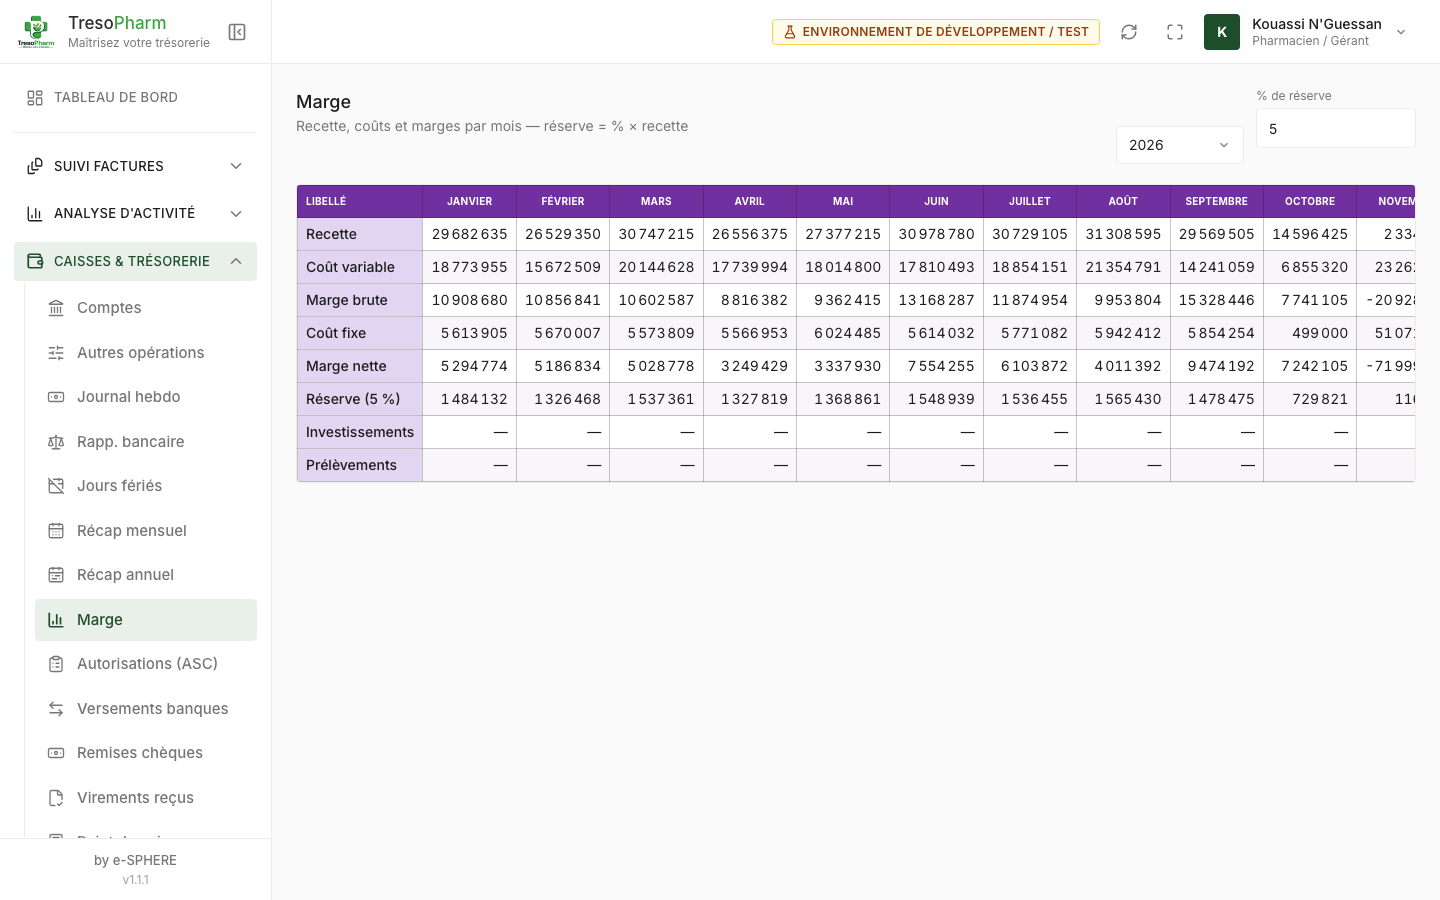 TresoPharm
Maîtrisez votre trésorerie
TresoPharm
ENVIRONNEMENT DE DÉVELOPPEMENT / TEST
K
Kouassi N'Guessan
Pharmacien / Gérant
TABLEAU DE BORD
SUIVI FACTURES
ANALYSE D'ACTIVITÉ
CAISSES & TRÉSORERIE
Comptes
Autres opérations
Journal hebdo
Rapp. bancaire
Jours fériés
Récap mensuel
Récap annuel
Marge
Autorisations (ASC)
Versements banques
Remises chèques
Virements reçus
by e-SPHERE
v1.1.1
Marge
Recette, coûts et marges par mois — réserve = % × recette
2026
% de réserve
5
LIBELLÉ JANVIER FÉVRIER MARS AVRIL MAI JUIN JUILLET AOÛT SEPTEMBRE OCTOBRE NOVEM
Recette 29 682 635 26 529 350 30 747 215 26 556 375 27 377 215 30 978 780 30 729 105 31 308 595 29 569 505 14 596 425 2 334
Coût variable 18 773 955 15 672 509 20 144 628 17 739 994 18 014 800 17 810 493 18 854 151 21 354 791 14 241 059 6 855 320 23 262
Marge brute 10 908 680 10 856 841 10 602 587 8 816 382 9 362 415 13 168 287 11 874 954 9 953 804 15 328 446 7 741 105 -20 928
Coût fixe 5 613 905 5 670 007 5 573 809 5 566 953 6 024 485 5 614 032 5 771 082 5 942 412 5 854 254 499 000 51 071
Marge nette 5 294 774 5 186 834 5 028 778 3 249 429 3 337 930 7 554 255 6 103 872 4 011 392 9 474 192 7 242 105 -71 999
Réserve (5 %) 1 484 132 1 326 468 1 537 361 1 327 819 1 368 861 1 548 939 1 536 455 1 565 430 1 478 475 729 821 116
Investissements — — — — — — — — — —
Prélèvements — — — — — — — — — —